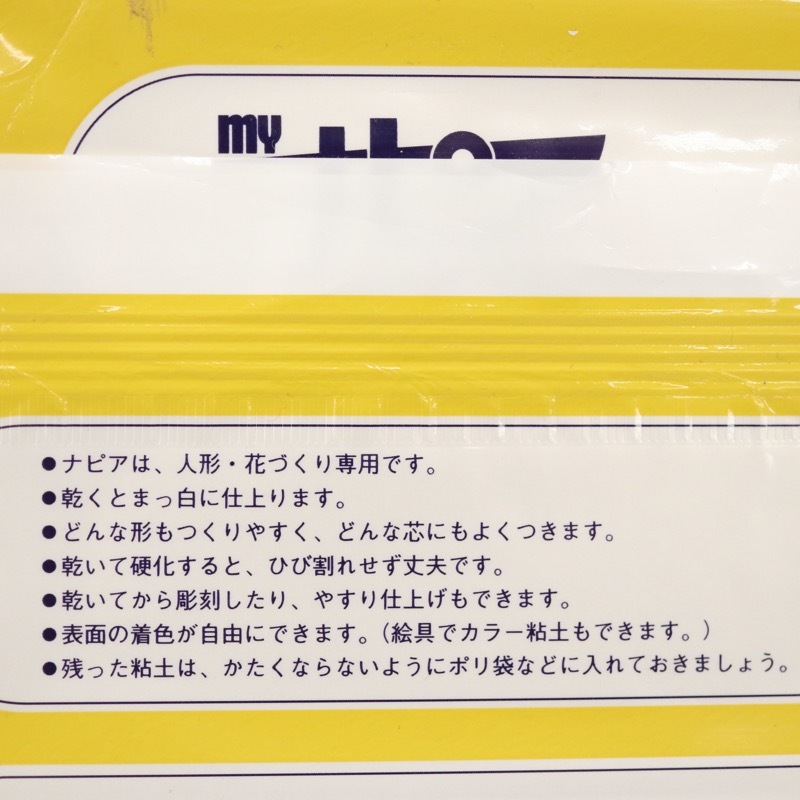 my
●ナピアは、人形・花づくり専用です。
●乾くとまっ白に仕上ります。
●どんな形もつくりやすく、どんな芯にもよくつきます。
●乾いて硬化すると、ひび割れせず丈夫です。
●乾いてから彫刻したり、やすり仕上げもできます。
●表面の着色が自由にできます。(絵具でカラー粘土もできます。)
●残った粘土は、かたくならないようにポリ袋などに入れておきましょう。